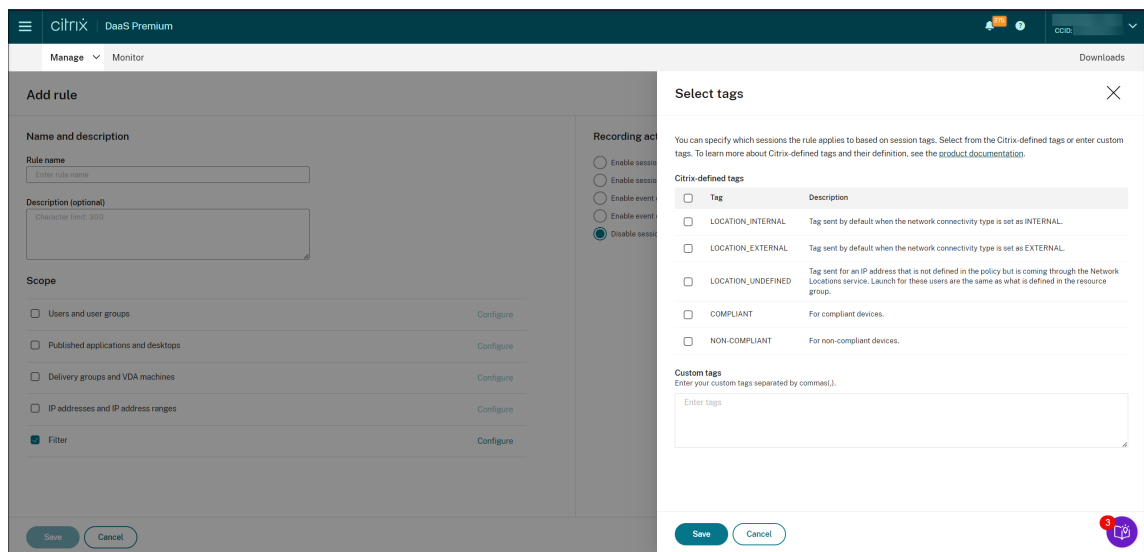 citrix DaaS Premium
375
CCID:
Manage Monitor Downloads
Add rule
Name and description
Rule name
Enter rule name
Description (optional)
Character limit: 300
Scope
Users and user groups Configure
Published applications and desktops Configure
Delivery groups and VDA machines Configure
IP addresses and IP address ranges Configure
Filter Configure
Save Cancel
Recording act
Enable sessio
Enable sessio
Enable event
Enable event
Disable sessio
Select tags
You can specify which sessions the rule applies to based on session tags. Select from the Citrix-defined tags or enter custom
tags. To learn more about Citrix-defined tags and their definition, see the product documentation.
Citrix-defined tags
Tag Description
LOCATION_INTERNAL Tag sent by default when the network connectivity type is set as INTERNAL.
LOCATION_EXTERNAL Tag sent by default when the network connectivity type is set as EXTERNAL.
LOCATION_UNDEFINED Tag sent for an IP address that is not defined in the policy but is coming through the Network
Locations service. Launch for these users are the same as what is defined in the resource
group.
COMPLIANT For compliant devices.
NON-COMPLIANT For non-compliant devices.
Custom tags
Enter your custom tags separated by commas(,).
Enter tags
Save Cancel
3